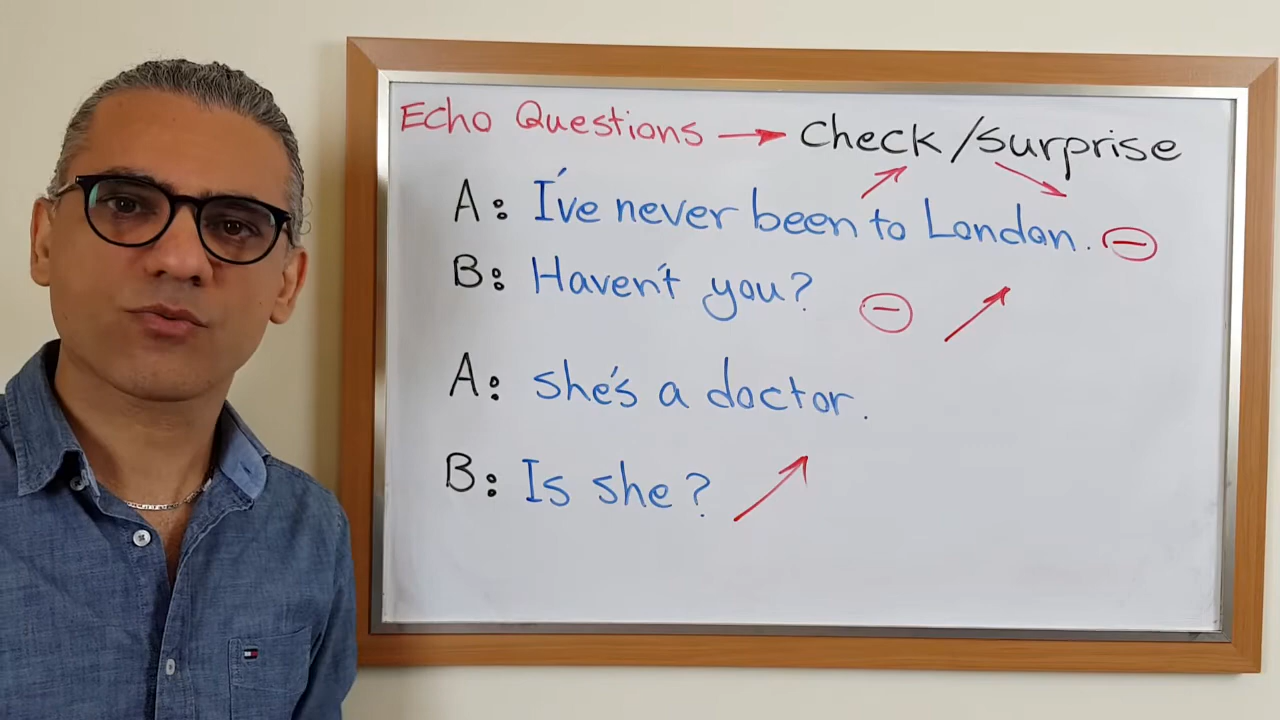 Echo Questions → Check/surprise
A: I've never been to London. ⊖
B: Haven't you? ⊖
A: she's a doctor.
B: Is she?